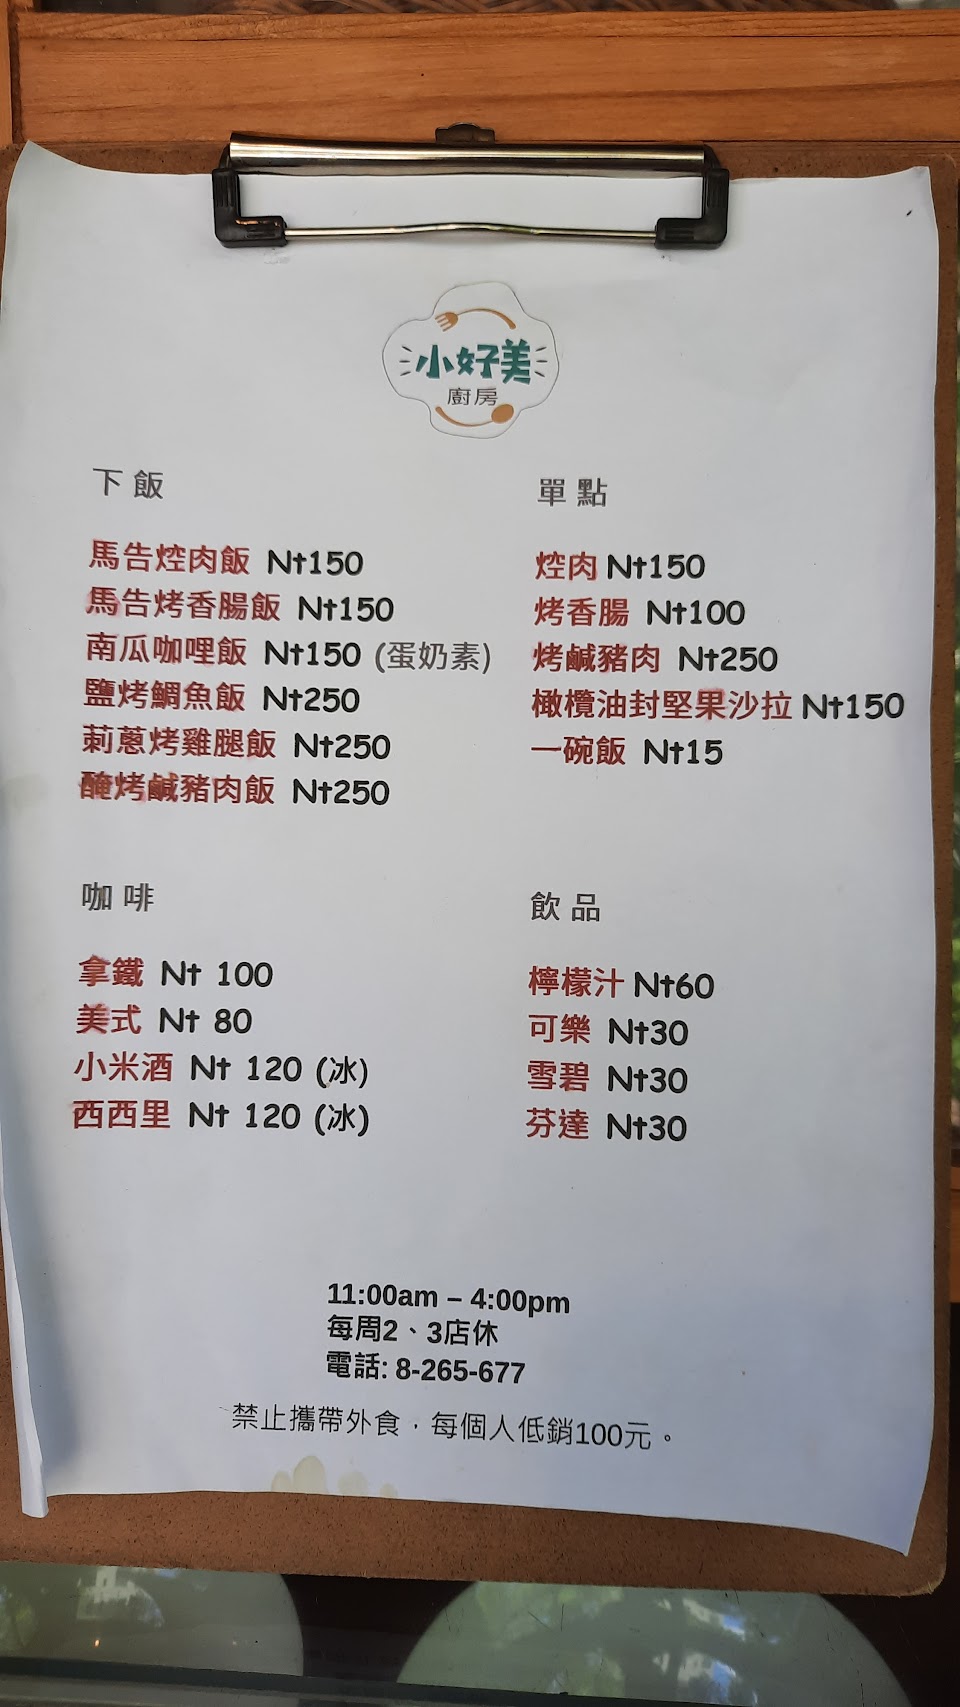 小好美
廚房
下飯
馬告焢肉飯 Nt150
馬告烤香腸飯 Nt150
南瓜咖哩飯 Nt150 (蛋奶素)
鹽烤鯛魚飯 Nt250
莿蔥烤雞腿飯 Nt250
醃烤鹹豬肉飯 Nt250
單點
焢肉 Nt150
烤香腸 Nt100
烤鹹豬肉 Nt250
橄欖油封堅果沙拉 Nt150
一碗飯 Nt15
咖啡
拿鐵 Nt 100
美式 Nt 80
小米酒 Nt 120 (冰)
西西里 Nt 120 (冰)
飲品
檸檬汁 Nt60
可樂 Nt30
雪碧 Nt30
芬達 Nt30
11:00am – 4:00pm
每周2、3店休
電話: 8-265-677
禁止攜帶外食，每個人低銷100元。